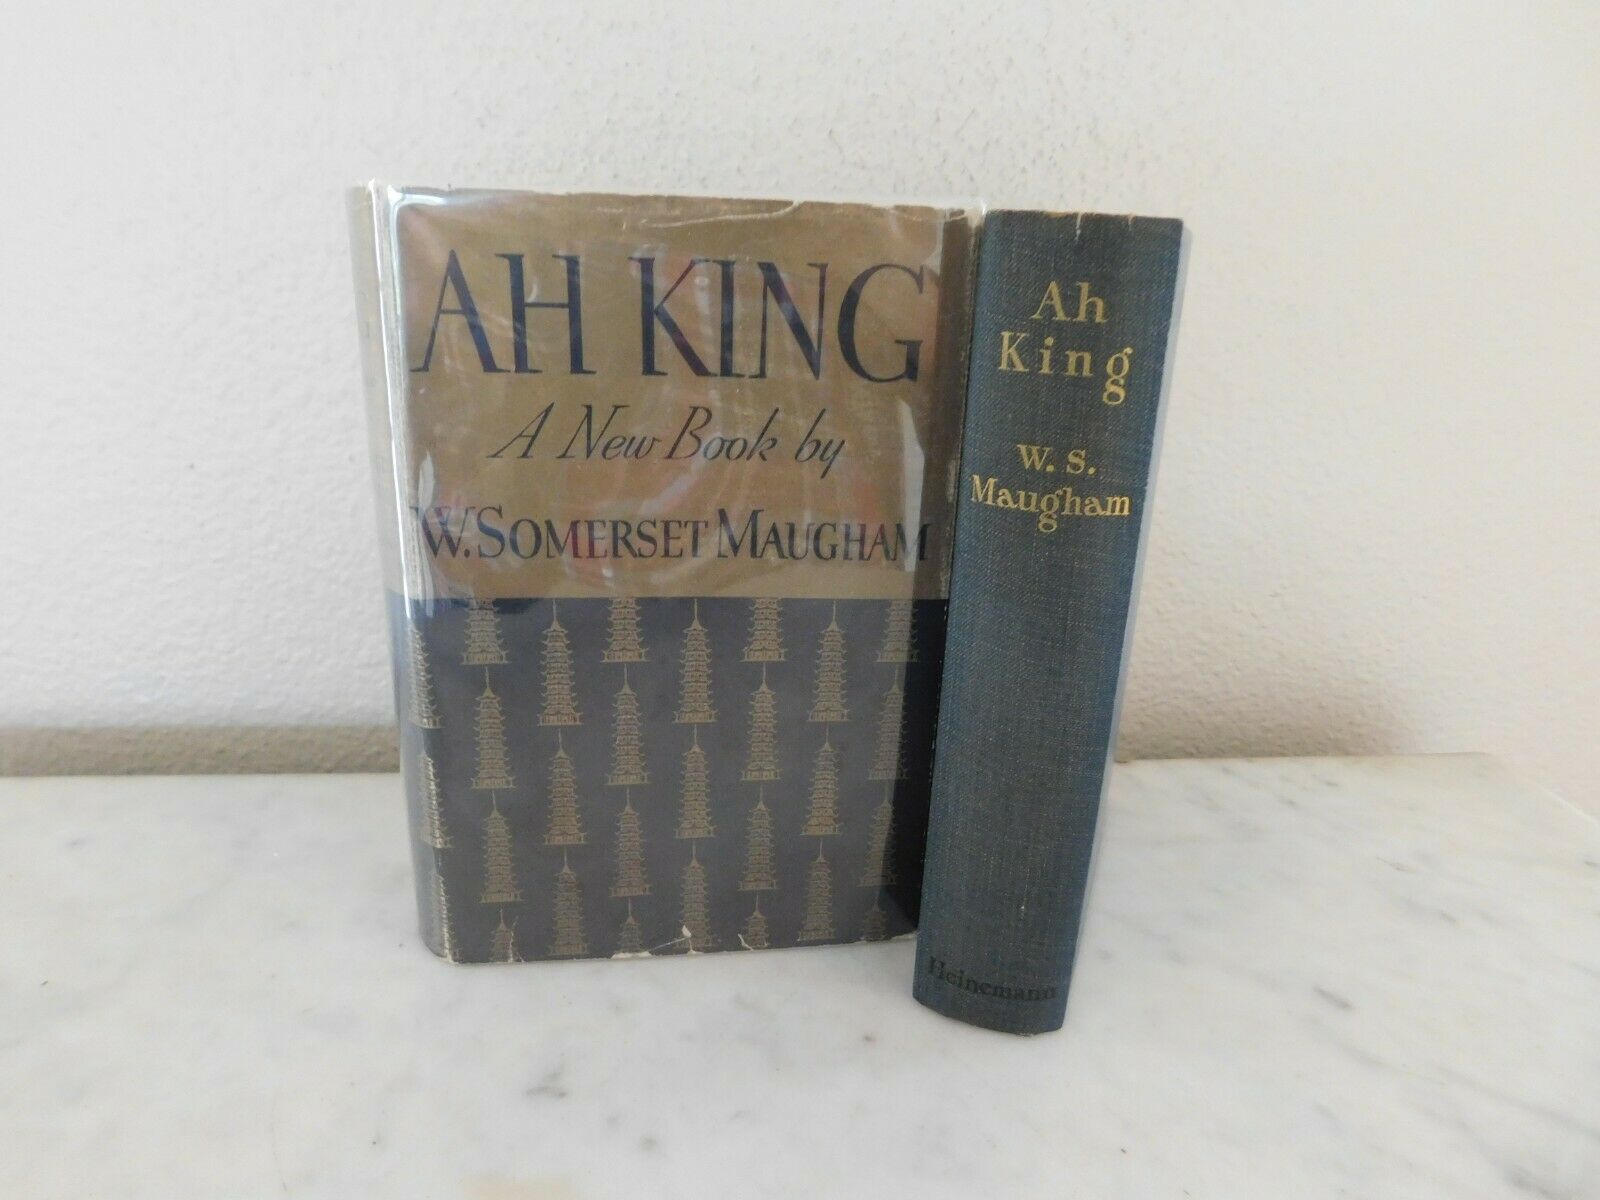 AH KING
A New Book by
W. SOMERSET MAUGHAM
Ah
King
W. S.
Maugham
Heinemann